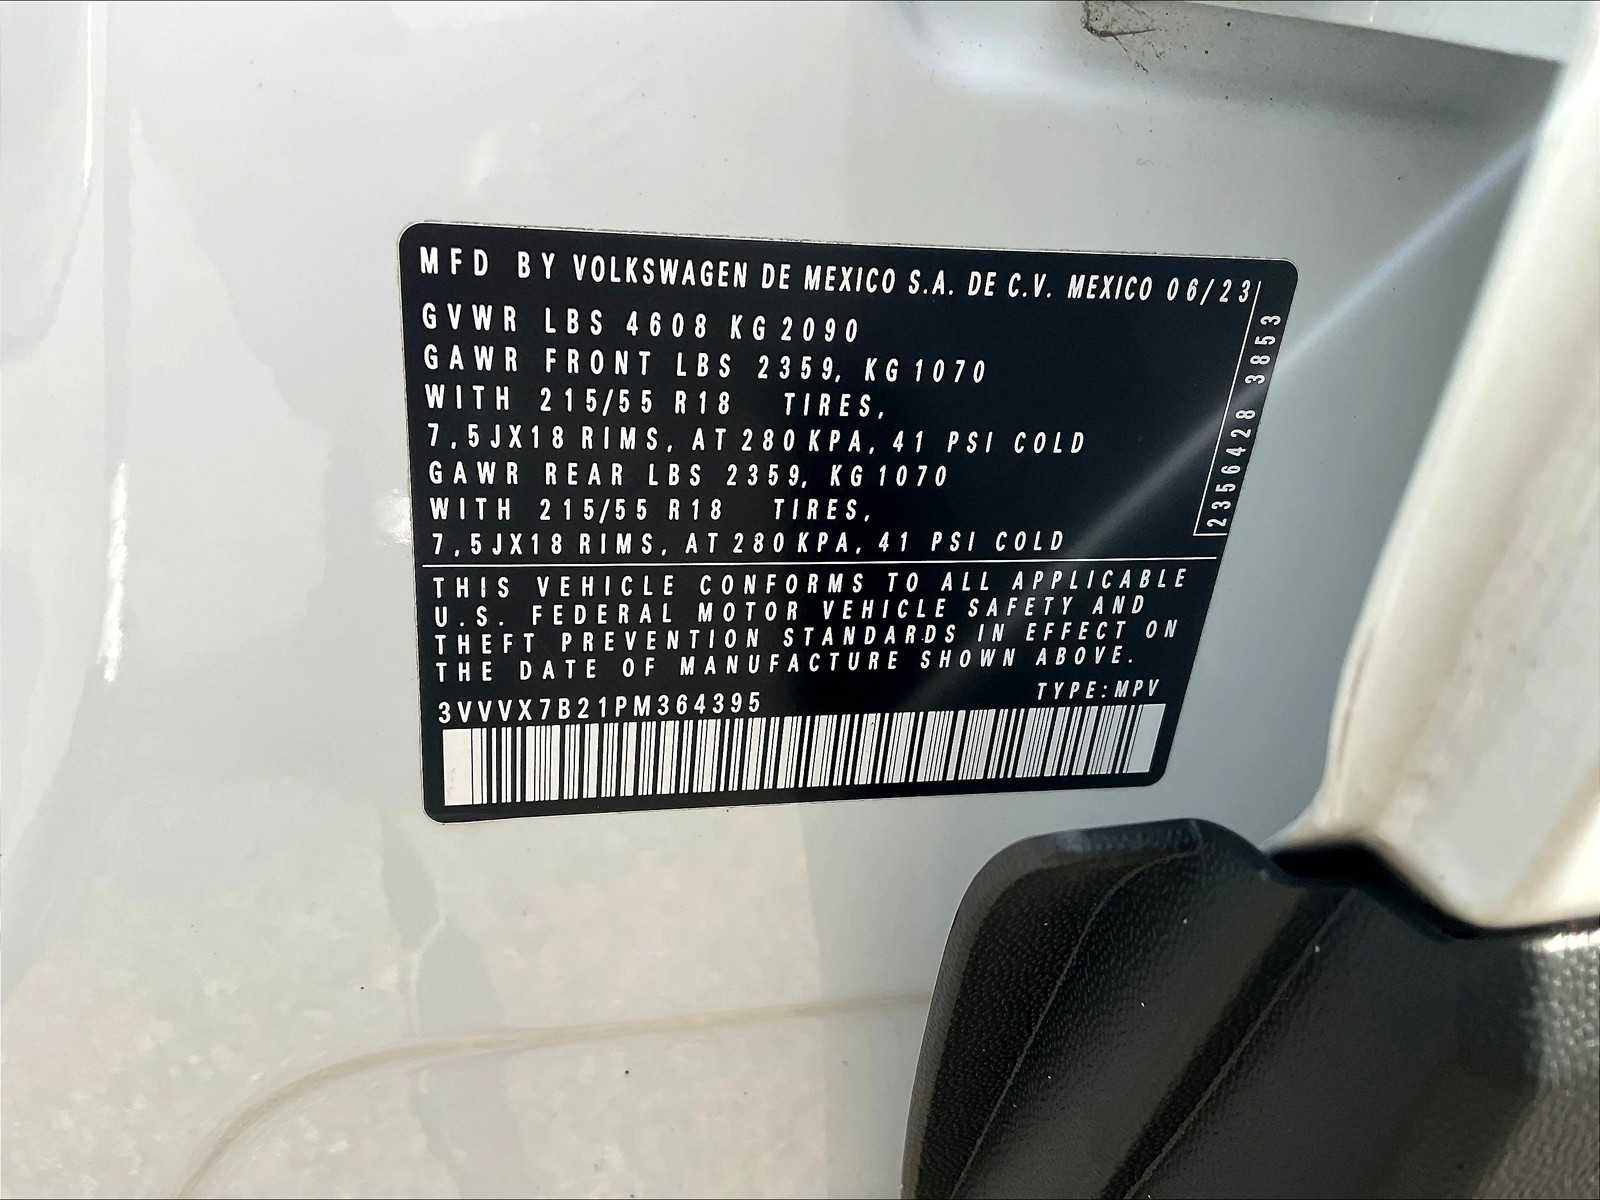 MFD BY VOLKSWAGEN DE MEXICO S.A. DE C.V. MEXICO 06/23
GVWR LBS 4608 KG 2090
GAWR FRONT LBS 2359, KG 1070
WITH 215/55 R18 TIRES,
7,5JX18 RIMS, AT 280 KPA, 41 PSI COLD
GAWR REAR LBS 2359, KG 1070
WITH 215/55 R18 TIRES,
7,5JX18 RIMS, AT 280 KPA, 41 PSI COLD
2356428 3853
THIS VEHICLE CONFORMS TO ALL APPLICABLE
U.S. FEDERAL MOTOR VEHICLE SAFETY AND
THEFT PREVENTION STANDARDS IN EFFECT ON
THE DATE OF MANUFACTURE SHOWN ABOVE.
3VVVX7B21PM364395 TYPE:MPV